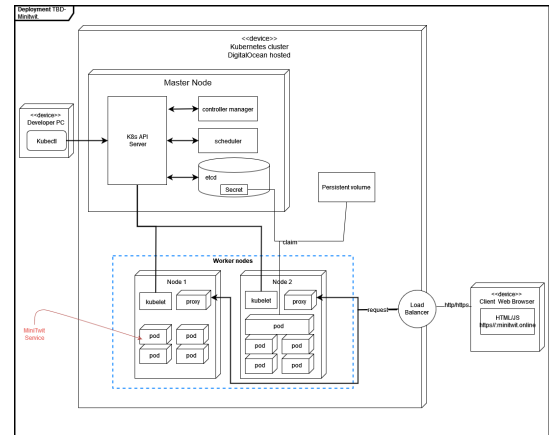 Deployment TBD-
Minitwit.
<<device>>
Kubernetes cluster
DigitalOcean hosted
Master Node
<<device>>
Developer PC
Kubectl
K8s API
Server
controller manager
scheduler
etcd
Secret
Persistent volume
claim
Worker nodes
Node 1
kubelet
proxy
pod
pod
pod
pod
Node 2
kubelet
proxy
pod
pod
pod
pod
pod
MiniTwit
Service
request
Load
Balancer
http/https
<<device>>
Client Web Browser
HTML/JS
https//:minitwit.online